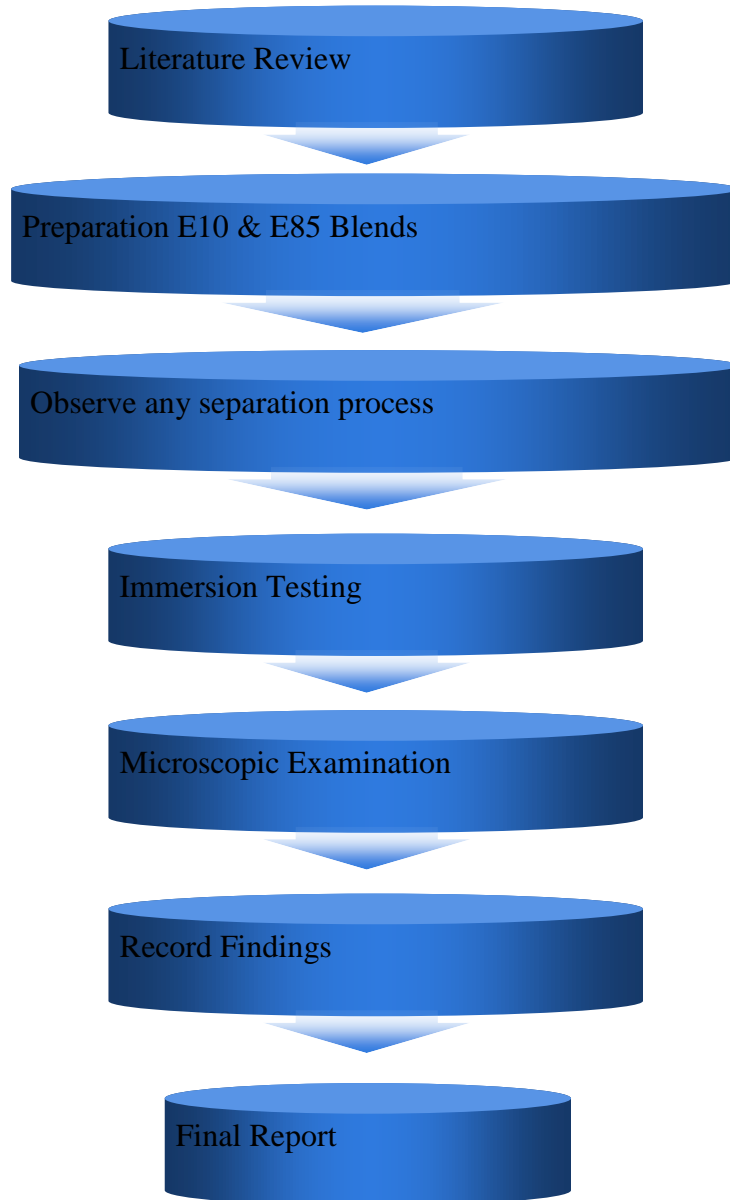 Literature Review
Preparation E10 & E85 Blends
Observe any separation process
Immersion Testing
Microscopic Examination
Record Findings
Final Report